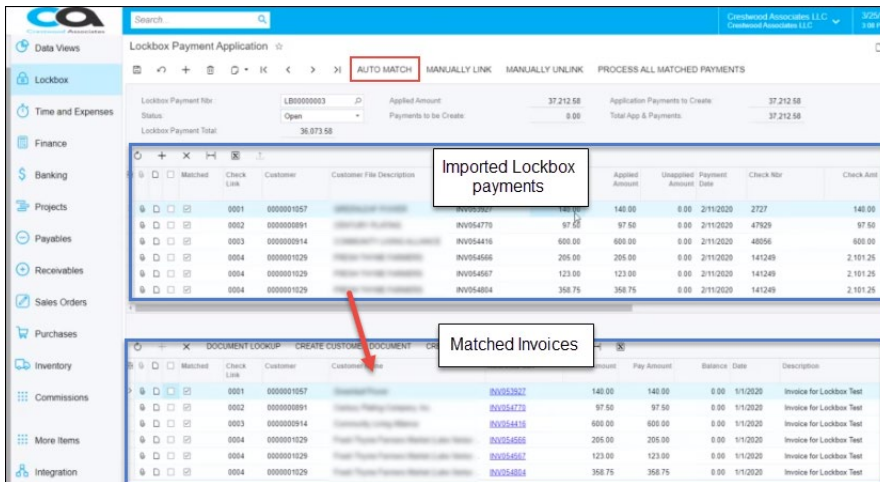 CA
Crestwood Associates
Search...
Crestwood Associates LLC
Crestwood Associates LLC
3/25/
3:08 P
Data Views
Lockbox
Time and Expenses
Finance
Banking
Projects
Payables
Receivables
Sales Orders
Purchases
Inventory
Commissions
More Items
Integration
Lockbox Payment Application
AUTO MATCH MANUALLY LINK MANUALLY UNLINK PROCESS ALL MATCHED PAYMENTS
Lockbox Payment Nbr: LB00000003 Applied Amount: 37,212.58 Application Payments to Create: 37,212.58
Status: Open Payments to be Create: 0.00 Total App & Payments: 37,212.58
Lockbox Payment Total: 36,073.58
Imported Lockbox payments
Matched Check Link Customer Customer File Description Applied Amount Unapplied Amount Payment Date Check Nbr Check Amt
0001 0000001057 INV053927 140.00 140.00 0.00 2/11/2020 2727 140.00
0002 0000000891 INV054770 97.50 97.50 0.00 2/11/2020 47929 97.50
0003 0000000914 INV054416 600.00 600.00 0.00 2/11/2020 48056 600.00
0004 0000001029 INV054566 205.00 205.00 0.00 2/11/2020 141249 2,101.25
0004 0000001029 INV054567 123.00 123.00 0.00 2/11/2020 141249 2,101.25
0004 0000001029 INV054804 358.75 358.75 0.00 2/11/2020 141249 2,101.25
Matched Invoices
DOCUMENT LOOKUP CREATE CUSTOMER DOCUMENT
Matched Check Link Customer Amount Pay Amount Balance Date Description
0001 0000001057 INV053927 140.00 140.00 0.00 1/1/2020 Invoice for Lockbox Test
0002 0000000891 INV054770 97.50 97.50 0.00 1/1/2020 Invoice for Lockbox Test
0003 0000000914 INV054416 600.00 600.00 0.00 1/1/2020 Invoice for Lockbox Test
0004 0000001029 INV054566 205.00 205.00 0.00 1/1/2020 Invoice for Lockbox Test
0004 0000001029 INV054567 123.00 123.00 0.00 1/1/2020 Invoice for Lockbox Test
0004 0000001029 INV054804 358.75 358.75 0.00 1/1/2020 Invoice for Lockbox Test